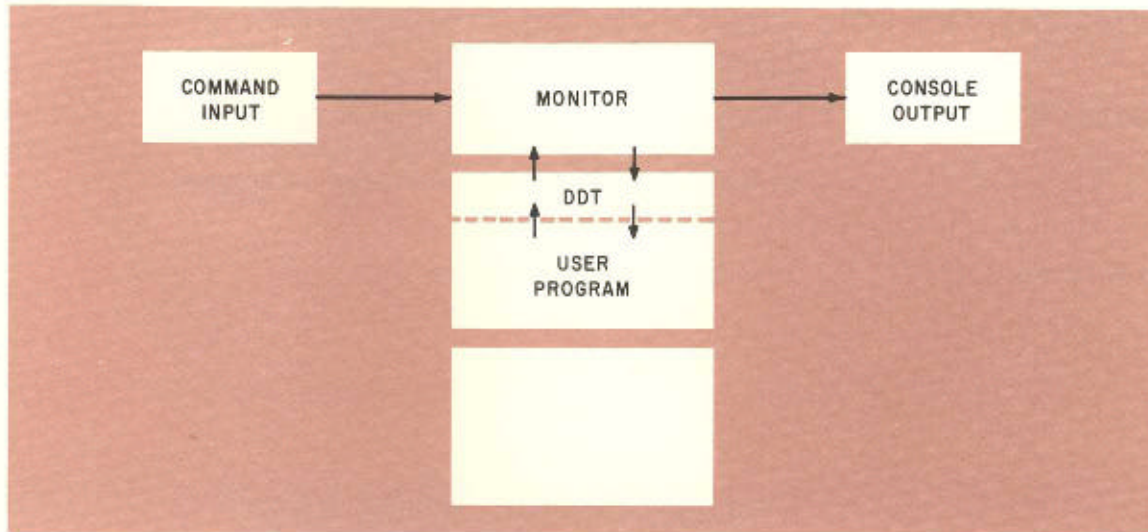 COMMAND
INPUT
MONITOR
CONSOLE
OUTPUT
DDT
USER
PROGRAM